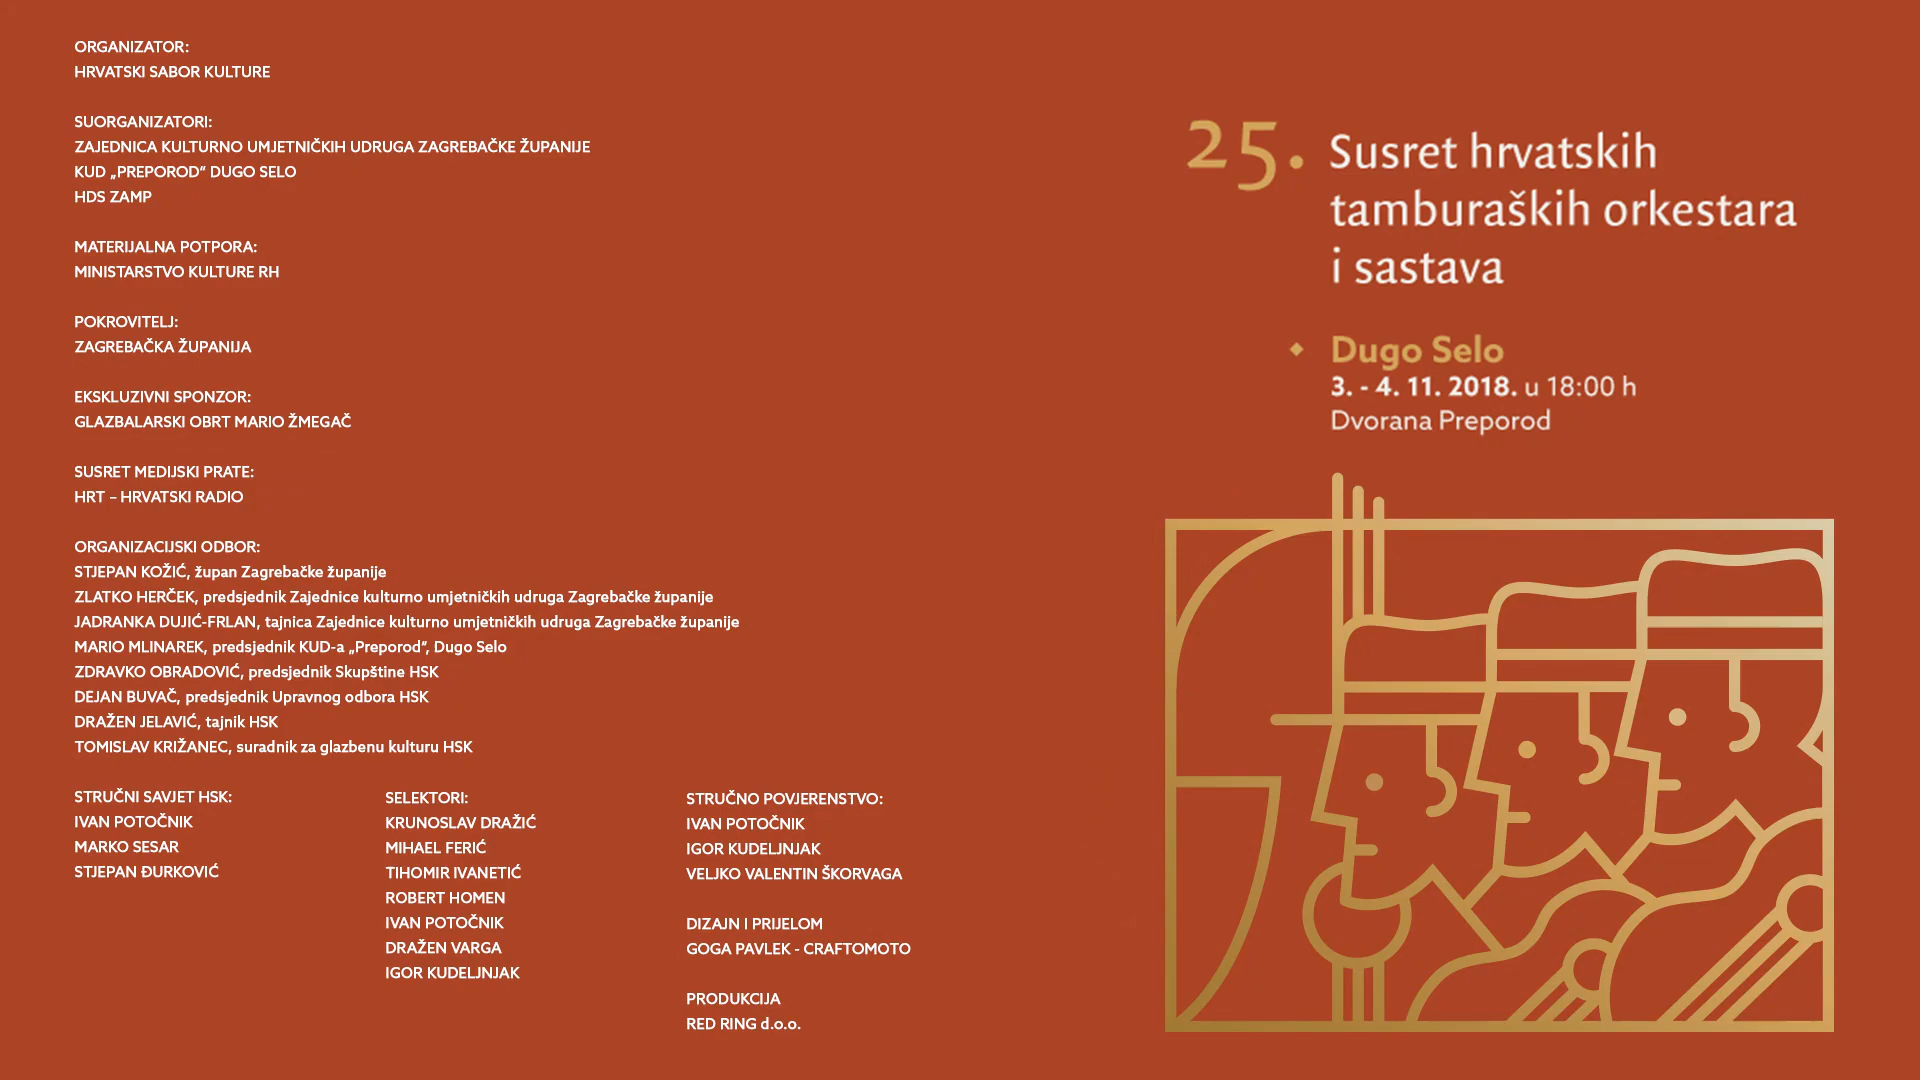 ORGANIZATOR:
HRVATSKI SABOR KULTURE
SUORGANIZATORI:
ZAJEDNICA KULTURNO UMJETNIČKIH UDRUGA ZAGREBAČKE ŽUPANIJE
KUD „PREPOROD“ DUGO SELO
HDS ZAMP
MATERIJALNA POTPORA:
MINISTARSTVO KULTURE RH
POKROVITELJ:
ZAGREBAČKA ŽUPANIJA
EKSKLUZIVNI SPONZOR:
GLAZBALARSKI OBRT MARIO ŽMEGAČ
SUSRET MEDIJSKI PRATE:
HRT – HRVATSKI RADIO
ORGANIZACIJSKI ODBOR:
STJEPAN KOŽIĆ, župan Zagrebačke županije
ZLATKO HERČEK, predsjednik Zajednice kulturno umjetničkih udruga Zagrebačke županije
JADRANKA DUJIĆ-FRLAN, tajnica Zajednice kulturno umjetničkih udruga Zagrebačke županije
MARIO MLINAREK, predsjednik KUD-a „Preporod“, Dugo Selo
ZDRAVKO OBRADOVIĆ, predsjednik Skupštine HSK
DEJAN BUVAČ, predsjednik Upravnog odbora HSK
DRAŽEN JELAVIĆ, tajnik HSK
TOMISLAV KRIŽANEC, suradnik za glazbenu kulturu HSK
STRUČNI SAVJET HSK:
IVAN POTOČNIK
MARKO SESAR
STJEPAN ĐURKOVIĆ
SELEKTORI:
KRUNOSLAV DRAŽIĆ
MIHAEL FERIĆ
TIHOMIR IVANETIĆ
ROBERT HOMEN
IVAN POTOČNIK
DRAŽEN VARGA
IGOR KUDELJNJAK
STRUČNO POVJERENSTVO:
IVAN POTOČNIK
IGOR KUDELJNJAK
VELJKO VALENTIN ŠKORVAGA
DIZAJN I PRIJELOM
GOGA PAVLEK - CRAFTOMOTO
PRODUKCIJA
RED RING d.o.o.
25. Susret hrvatskih
tamburaških orkestara
i sastava
Dugo Selo
3. - 4. 11. 2018. u 18:00 h
Dvorana Preporod